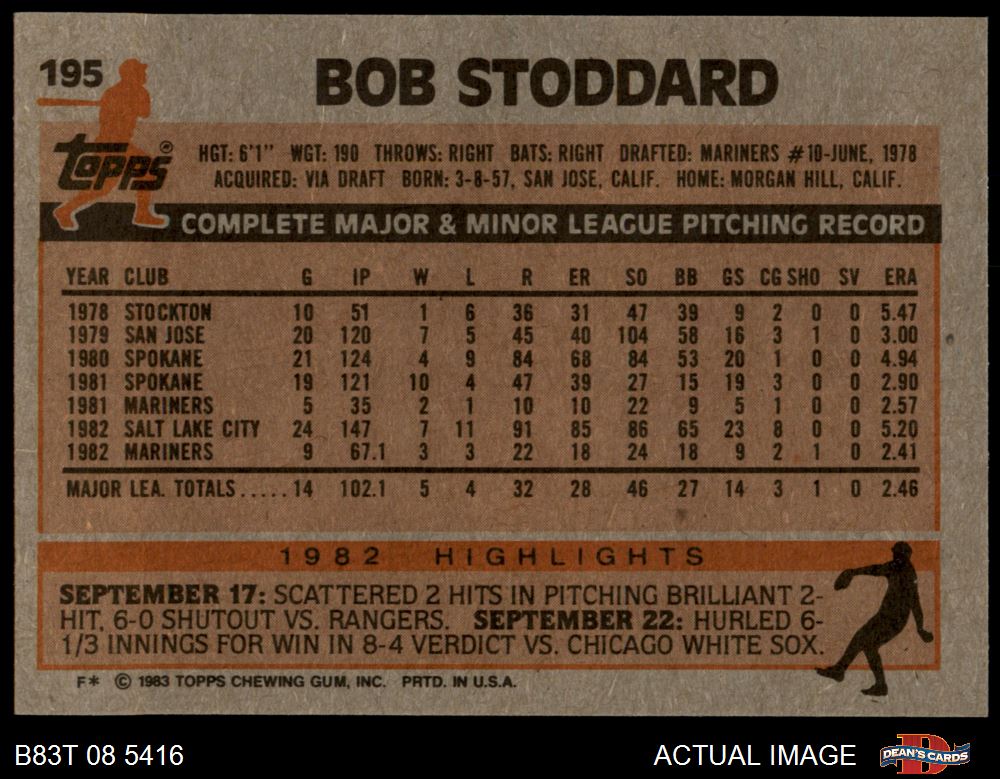 195
BOB STODDARD
topps®
HGT: 6'1" WGT: 190 THROWS: RIGHT BATS: RIGHT DRAFTED: MARINERS #10-JUNE, 1978
ACQUIRED: VIA DRAFT BORN: 3-8-57, SAN JOSE, CALIF. HOME: MORGAN HILL, CALIF.
COMPLETE MAJOR & MINOR LEAGUE PITCHING RECORD
YEAR CLUB G IP W L R ER SO BB GS CG SHO SV ERA
1978 STOCKTON 10 51 1 6 36 31 47 39 9 2 0 0 5.47
1979 SAN JOSE 20 120 7 5 45 40 104 58 16 3 1 0 3.00
1980 SPOKANE 21 124 4 9 84 68 84 53 20 1 0 0 4.94
1981 SPOKANE 19 121 10 4 47 39 27 15 19 3 0 0 2.90
1981 MARINERS 5 35 2 1 10 10 22 9 5 1 0 0 2.57
1982 SALT LAKE CITY 24 147 7 11 91 85 86 65 23 8 0 0 5.20
1982 MARINERS 9 67.1 3 3 22 18 24 18 9 2 1 0 2.41
MAJOR LEA. TOTALS.....14 102.1 5 4 32 28 46 27 14 3 1 0 2.46
1982 HIGHLIGHTS
SEPTEMBER 17: SCATTERED 2 HITS IN PITCHING BRILLIANT 2-
HIT, 6-0 SHUTOUT VS. RANGERS. SEPTEMBER 22: HURLED 6-
1/3 INNINGS FOR WIN IN 8-4 VERDICT VS. CHICAGO WHITE SOX.
F* © 1983 TOPPS CHEWING GUM, INC. PRTD. IN U.S.A.
B83T 08 5416
ACTUAL IMAGE
D
DEAN'S CARDS